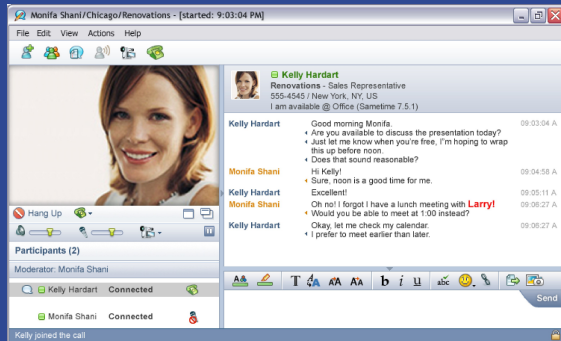 Monifa Shani/Chicago/Renovations - [started: 9:03:04 PM]
File Edit View Actions Help
Kelly Hardart
Renovations - Sales Representative
555-4545 / New York, NY, US
I am available @ Office (Sametime 7.5.1)
Kelly Hardart Good morning Monifa. 09:03:04 A
Are you available to discuss the presentation today?
Just let me know when you're free, I"m hoping to wrap
this up before noon.
Does that sound reasonable?
Monifa Shani Hi Kelly! 09:04:58 A
Sure, noon is a good time for me.
Kelly Hardart Excellent! 09:05:11 A
Monifa Shani Oh no! I forgot I have a lunch meeting with Larry! 09:06:27 A
Would you be able to meet at 1:00 instead?
Kelly Hardart Okay, let me check my calendar. 09:06:27 A
I prefer to meet earlier than later.
Hang Up
Participants (2)
Moderator: Monifa Shani
Kelly Hardart Connected
Monifa Shani Connected
T A A A A A b i u abc
Send
Kelly joined the call